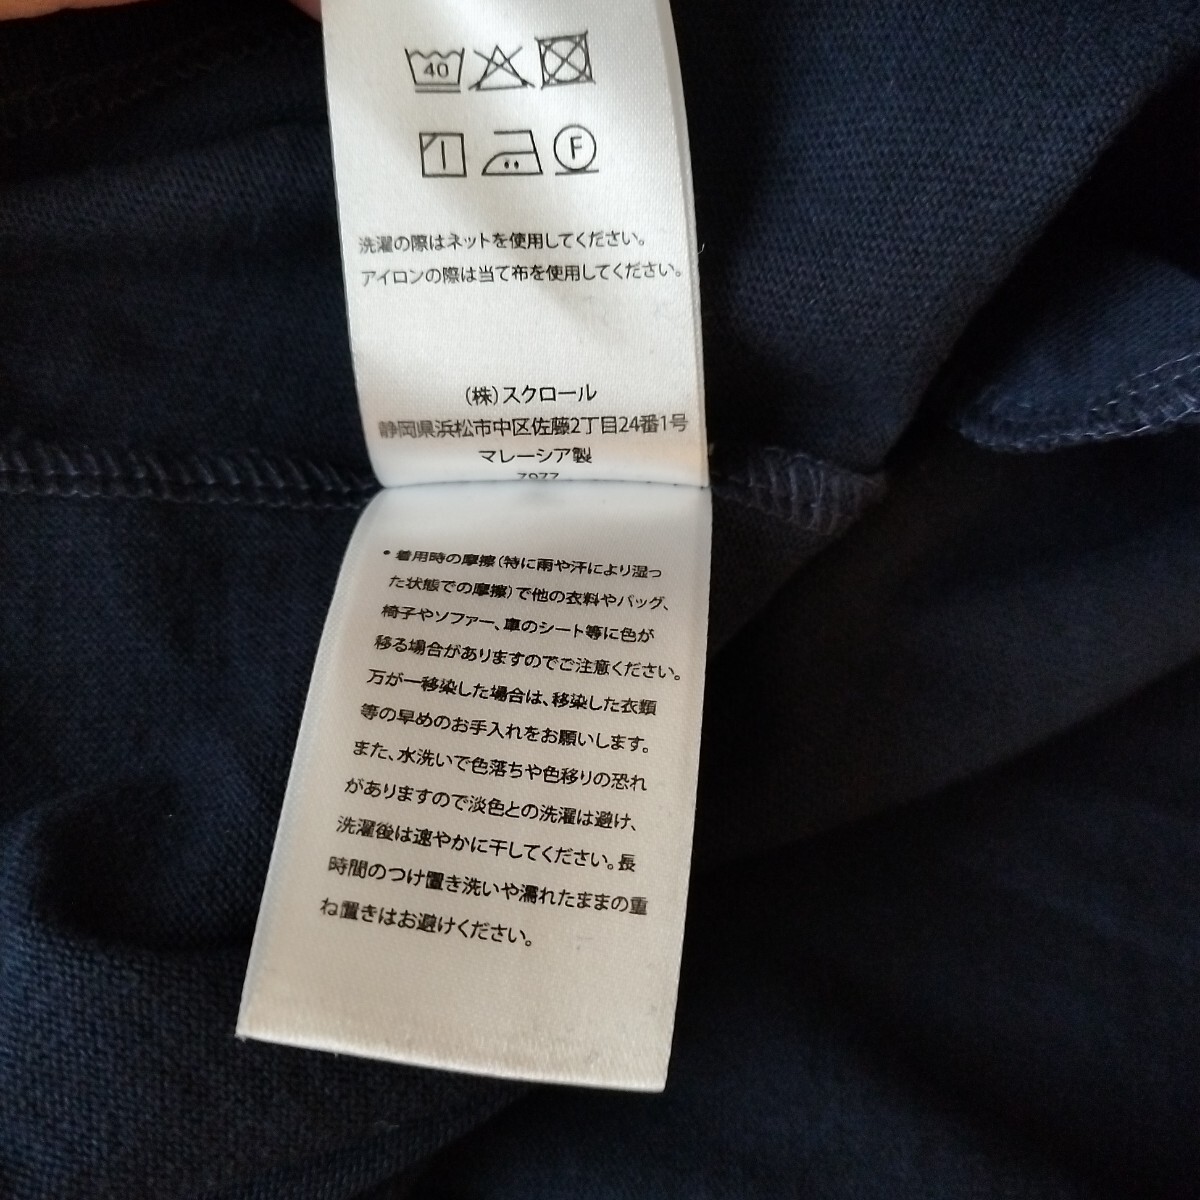 40
F
洗濯の際はネットを使用してください。
アイロンの際は当て布を使用してください。
(株)スクロール
静岡県浜松市中区佐藤2丁目24番1号
マレーシア製
• 着用時の摩擦(特に雨や汗により湿っ
た状態での摩擦)で他の衣料やバッグ、
椅子やソファー、車のシート等に色が
移る場合がありますのでご注意ください。
万が一移染した場合は、移染した衣類
等の早めのお手入れをお願いします。
また、水洗いで色落ちや色移りの恐れ
がありますので淡色との洗濯は避け、
洗濯後は速やかに干してください。長
時間のつけ置き洗いや濡れたままの重
ね置きはお避けください。